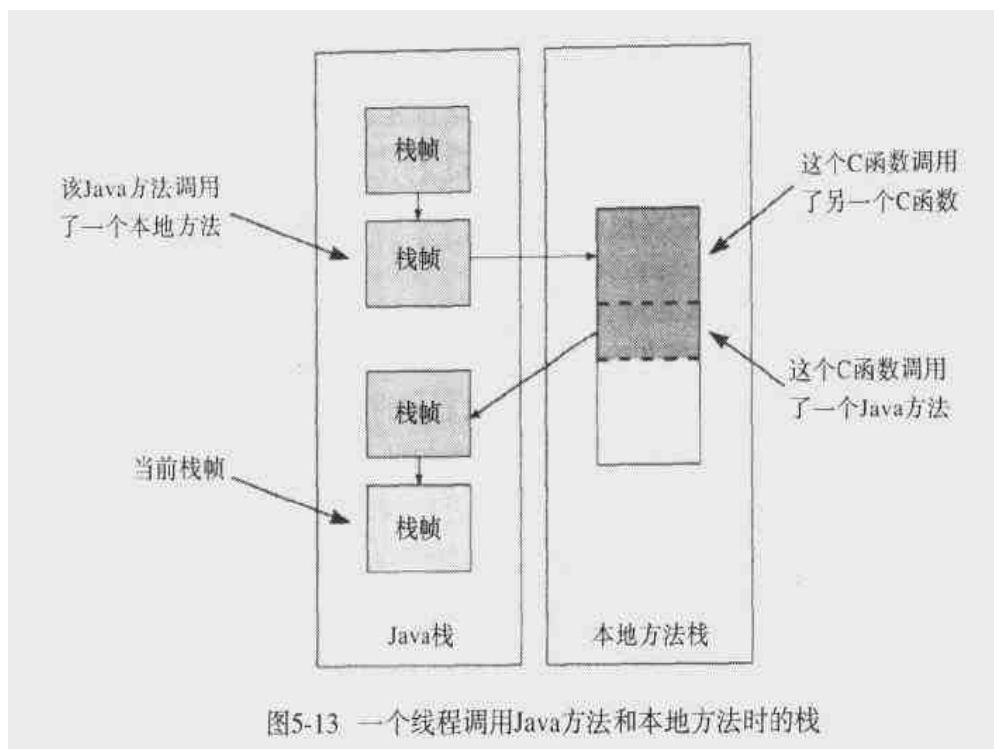 栈帧
该Java方法调用
了一个本地方法
栈帧
这个C函数调用
了另一个C函数
栈帧
这个C函数调用
了一个Java方法
当前栈帧
栈帧
Java栈
本地方法栈
图5-13 一个线程调用Java方法和本地方法时的栈